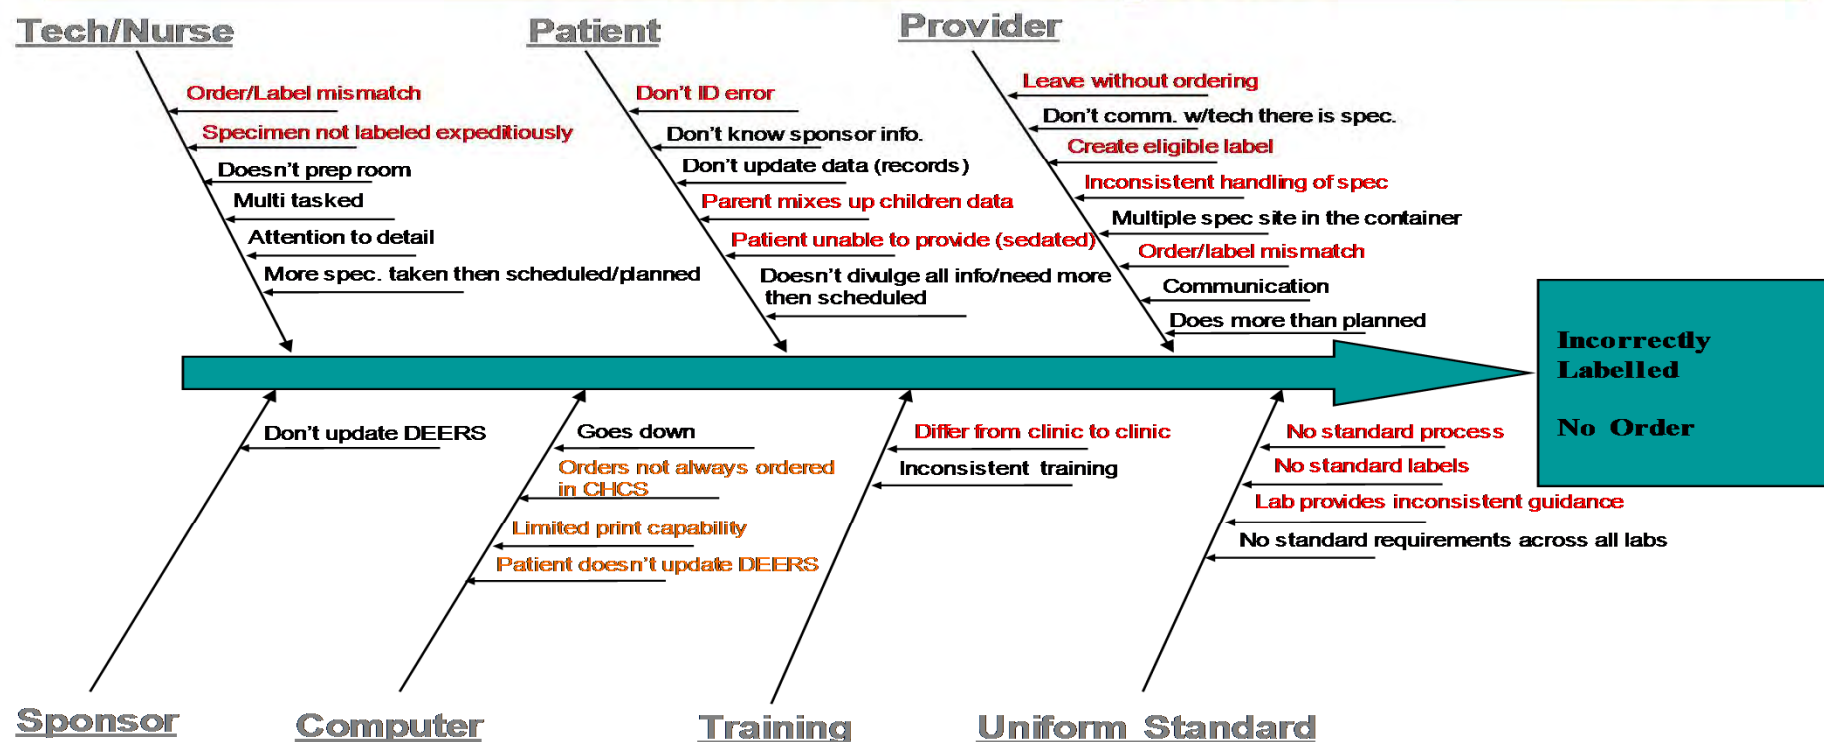 Tech/Nurse
Order/Label mismatch
Specimen not labeled expeditiously
Doesn't prep room
Multi tasked
Attention to detail
More spec. taken then scheduled/planned
Patient
Don't ID error
Don't know sponsor info.
Don't update data (records)
Parent mixes up children data
Patient unable to provide (sedated)
Doesn't divulge all info/need more
then scheduled
Provider
Leave without ordering
Don't comm. w/tech there is spec.
Create eligible label
Inconsistent handling of spec
Multiple spec site in the container
Order/label mismatch
Communication
Does more than planned
Incorrectly
Labelled
No Order
Don't update DEERS
Sponsor
Goes down
Orders not always ordered
in CHCS
Limited print capability
Patient doesn't update DEERS
Computer
Differ from clinic to clinic
Inconsistent training
Training
No standard process
No standard labels
Lab provides inconsistent guidance
No standard requirements across all labs
Uniform Standard